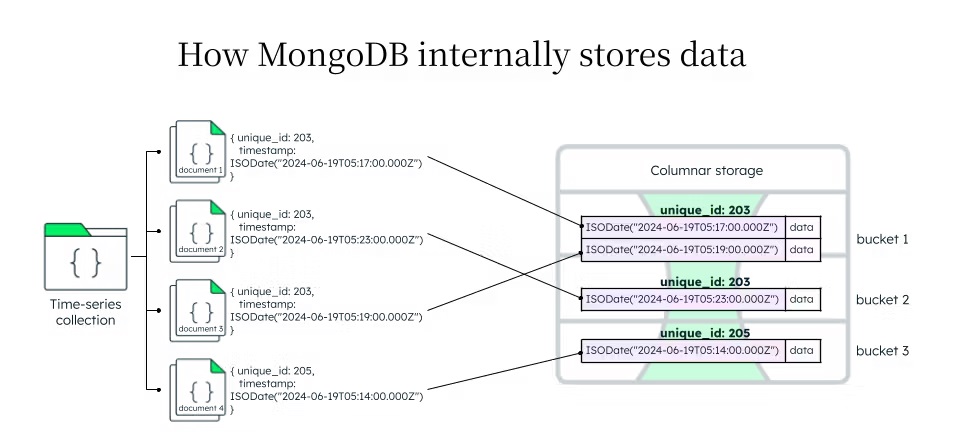 How MongoDB internally stores data
{ unique_id: 203,
timestamp:
ISODate("2024-06-19T05:17:00.000Z")
}
{ }
document 1
{ unique_id: 203,
timestamp:
ISODate("2024-06-19T05:23:00.000Z")
}
{ }
document 2
{ unique_id: 203,
timestamp:
ISODate("2024-06-19T05:19:00.000Z")
}
{ }
document 3
{ unique_id: 205,
timestamp:
ISODate("2024-06-19T05:14:00.000Z")
}
{ }
document 4
{ }
Time-series
collection
Columnar storage
unique_id: 203
ISODate("2024-06-19T05:17:00.000Z") data
ISODate("2024-06-19T05:19:00.000Z") data
bucket 1
unique_id: 203
ISODate("2024-06-19T05:23:00.000Z") data
bucket 2
unique_id: 205
ISODate("2024-06-19T05:14:00.000Z") data
bucket 3